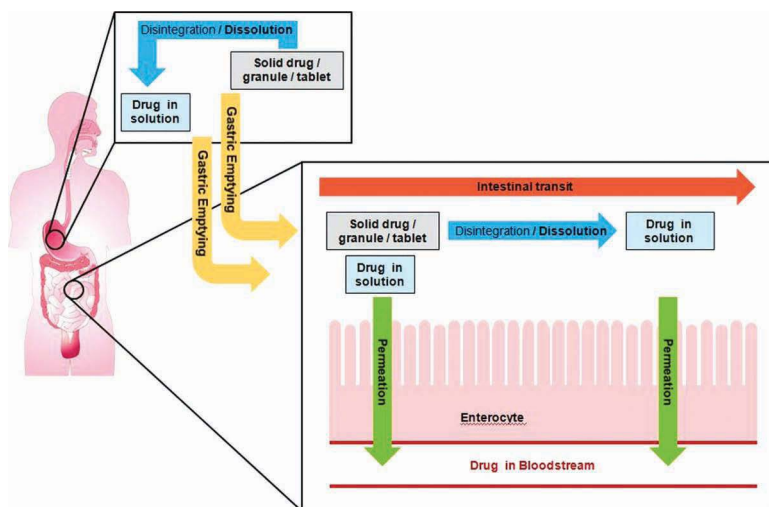 Disintegration / Dissolution
Solid drug /
granule / tablet
Drug in
solution
Gastric Emptying
Gastric Emptying
Intestinal transit
Solid drug /
granule / tablet
Disintegration / Dissolution
Drug in
solution
Drug in
solution
Permeation
Permeation
Enterocyte
Drug in Bloodstream